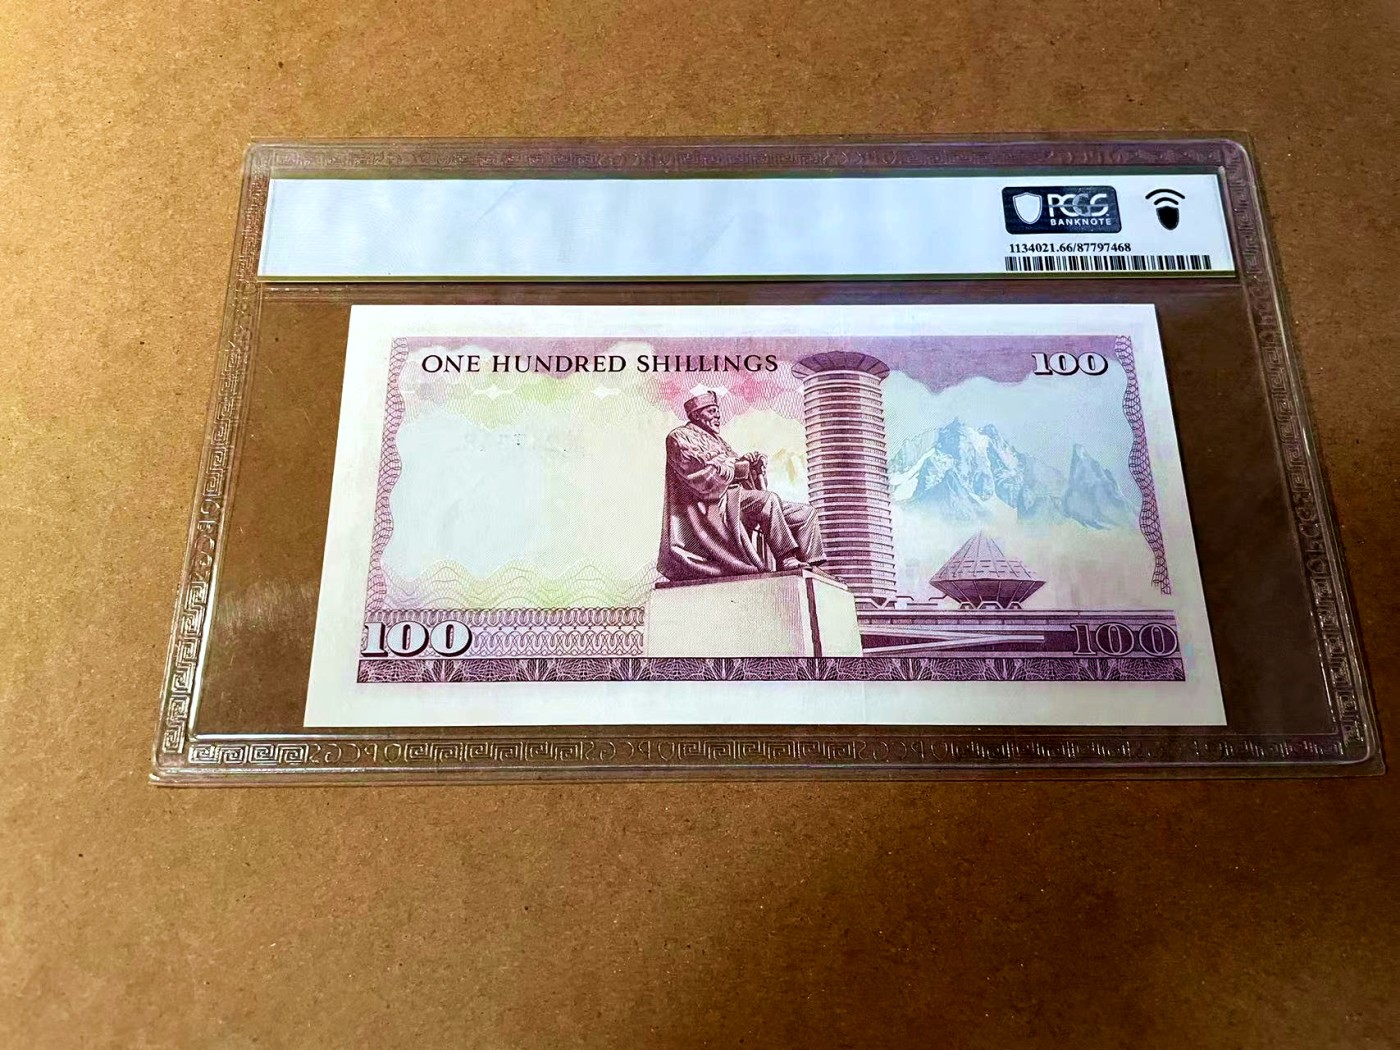 PCGS
BANKNOTE
1134021.66/87797468
ONE HUNDRED SHILLINGS
100
100
100